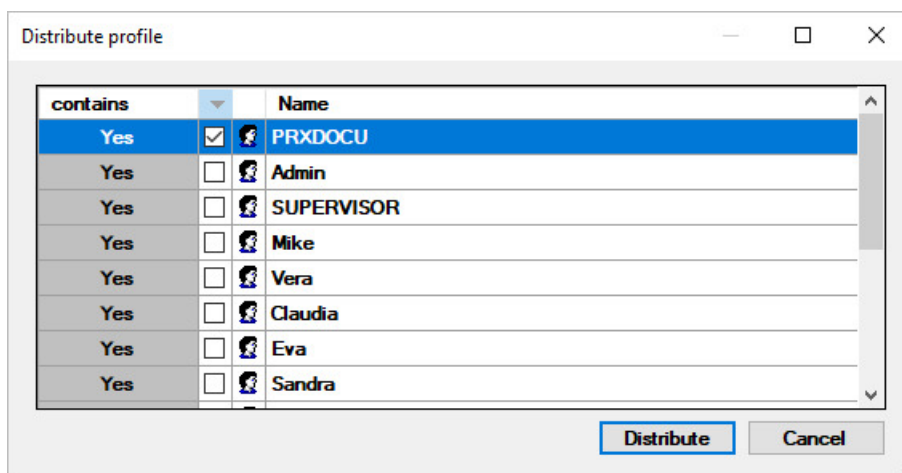 Distribute profile
contains Name
Yes PRXDOCU
Yes Admin
Yes SUPERVISOR
Yes Mike
Yes Vera
Yes Claudia
Yes Eva
Yes Sandra
Distribute Cancel